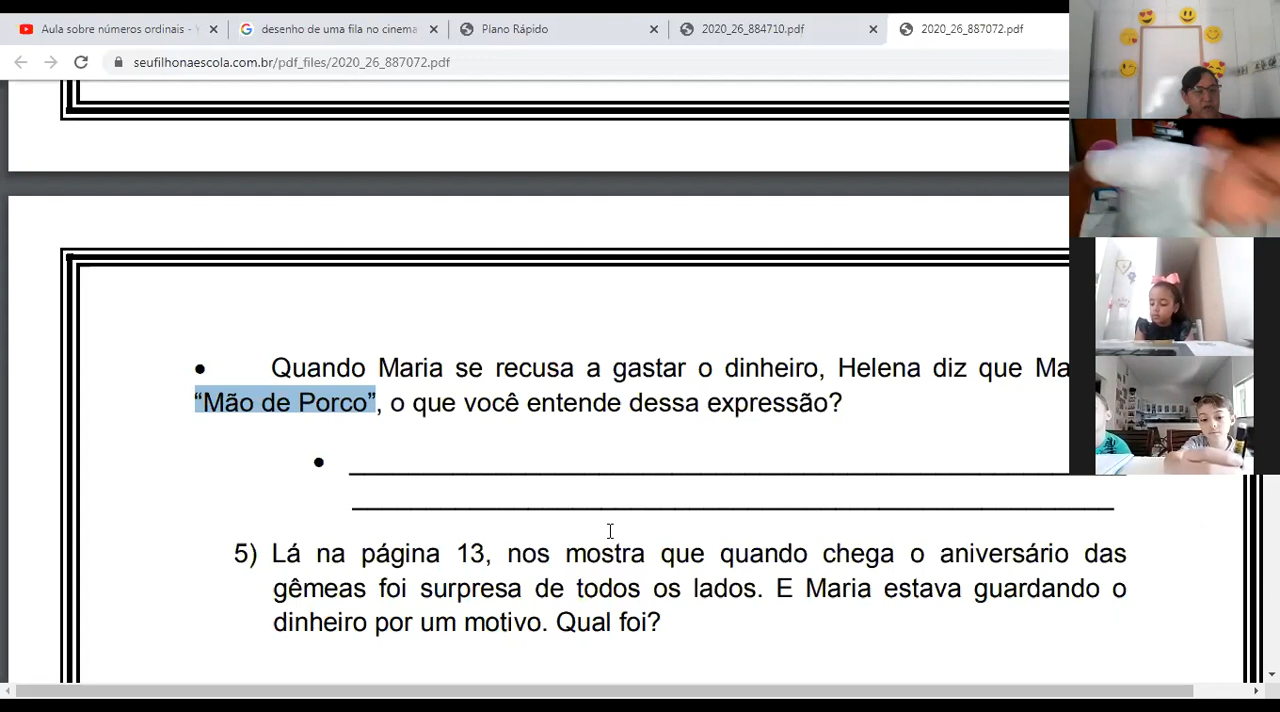 Aula sobre números ordinais - Y
desenho de uma fila no cinema
Plano Rápido
2020_26_884710.pdf
2020_26_887072.pdf
seufilhonaescola.com.br/pdf_files/2020_26_887072.pdf
• Quando Maria se recusa a gastar o dinheiro, Helena diz que Ma
“Mão de Porco”, o que você entende dessa expressão?
5) Lá na página 13, nos mostra que quando chega o aniversário das
gêmeas foi surpresa de todos os lados. E Maria estava guardando o
dinheiro por um motivo. Qual foi?